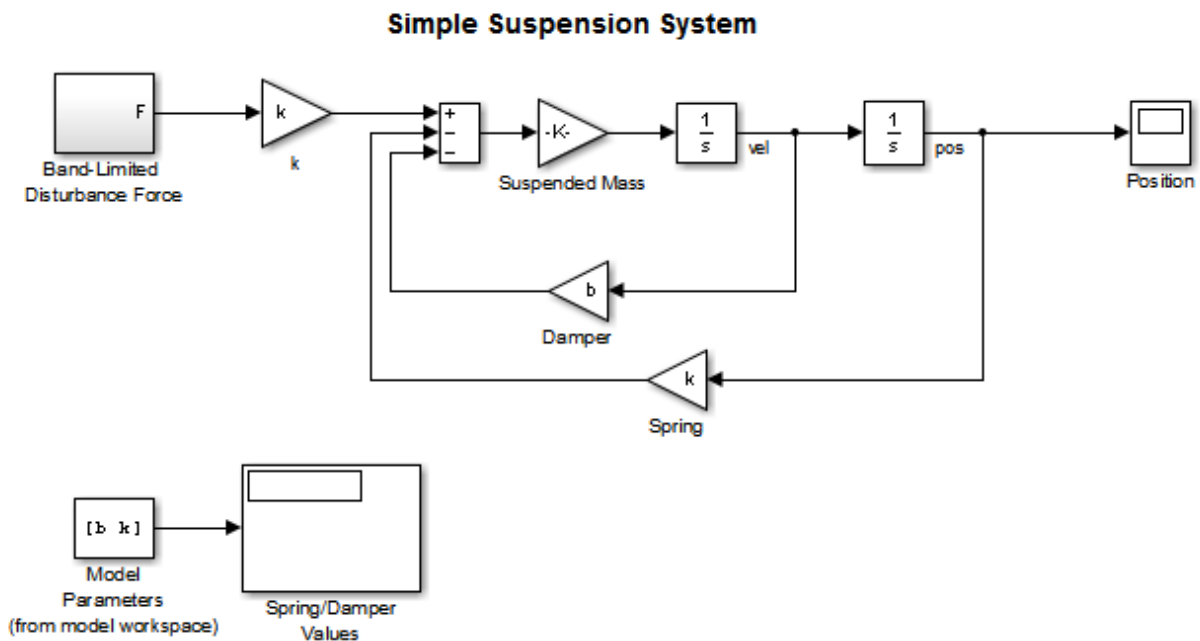 Simple Suspension System
F
k
+
−
−
-K-
1
s
vel
1
s
pos
Band-Limited
Disturbance Force
k
Suspended Mass
Position
b
Damper
k
Spring
[b k]
Model
Parameters
(from model workspace)
Spring/Damper
Values